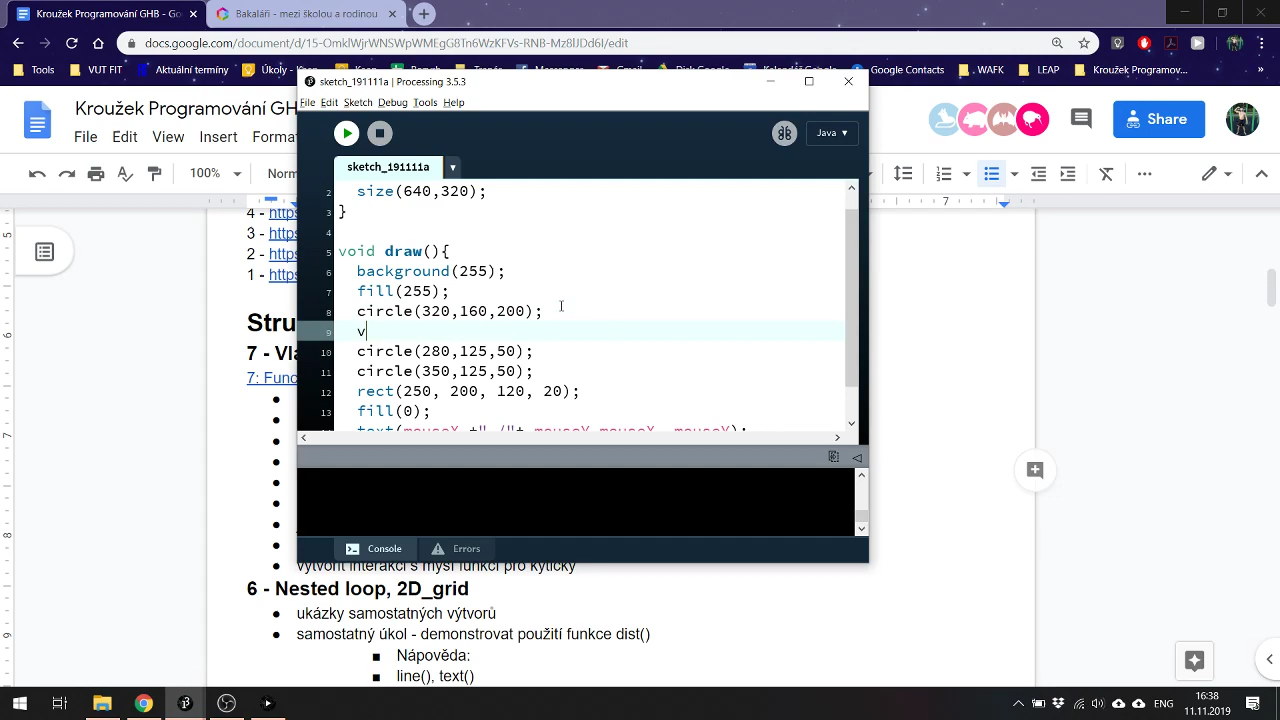 Kroužek Programování GHB - Go
Bakaláři - mezi školou a rodinou
docs.google.com/document/d/15-OmklWjrWNSWpWMEgG8Tn6WzKFVs-RNB-Mz8lJDd6I/edit
Tools
VUT FIT
Aktuální termíny
Google Contacts
WAFK
LEAP
Kroužek Programov...
sketch_191111a | Processing 3.5.3
Kroužek Programování GH
File Edit Sketch Debug Tools Help
File Edit View Insert Format
Share
Java
100%
Norm
sketch_191111a
2 size(640,320);
3 }
4
5 void draw(){
6 background(255);
7 fill(255);
8 circle(320,160,200);
9 v
10 circle(280,125,50);
11 circle(350,125,50);
12 rect(250, 200, 120, 20);
13 fill(0);
4 - https
3 - https
2 - https
1 - https
Stru
7 - Vla
7: Func
Console
Errors
vytvořit interakci s myší funkci pro kytičky
6 - Nested loop, 2D_grid
ukázky samostatných výtvorů
samostatný úkol - demonstrovat použití funkce dist()
Nápověda:
line(), text()
ENG
16:38
11.11.2019